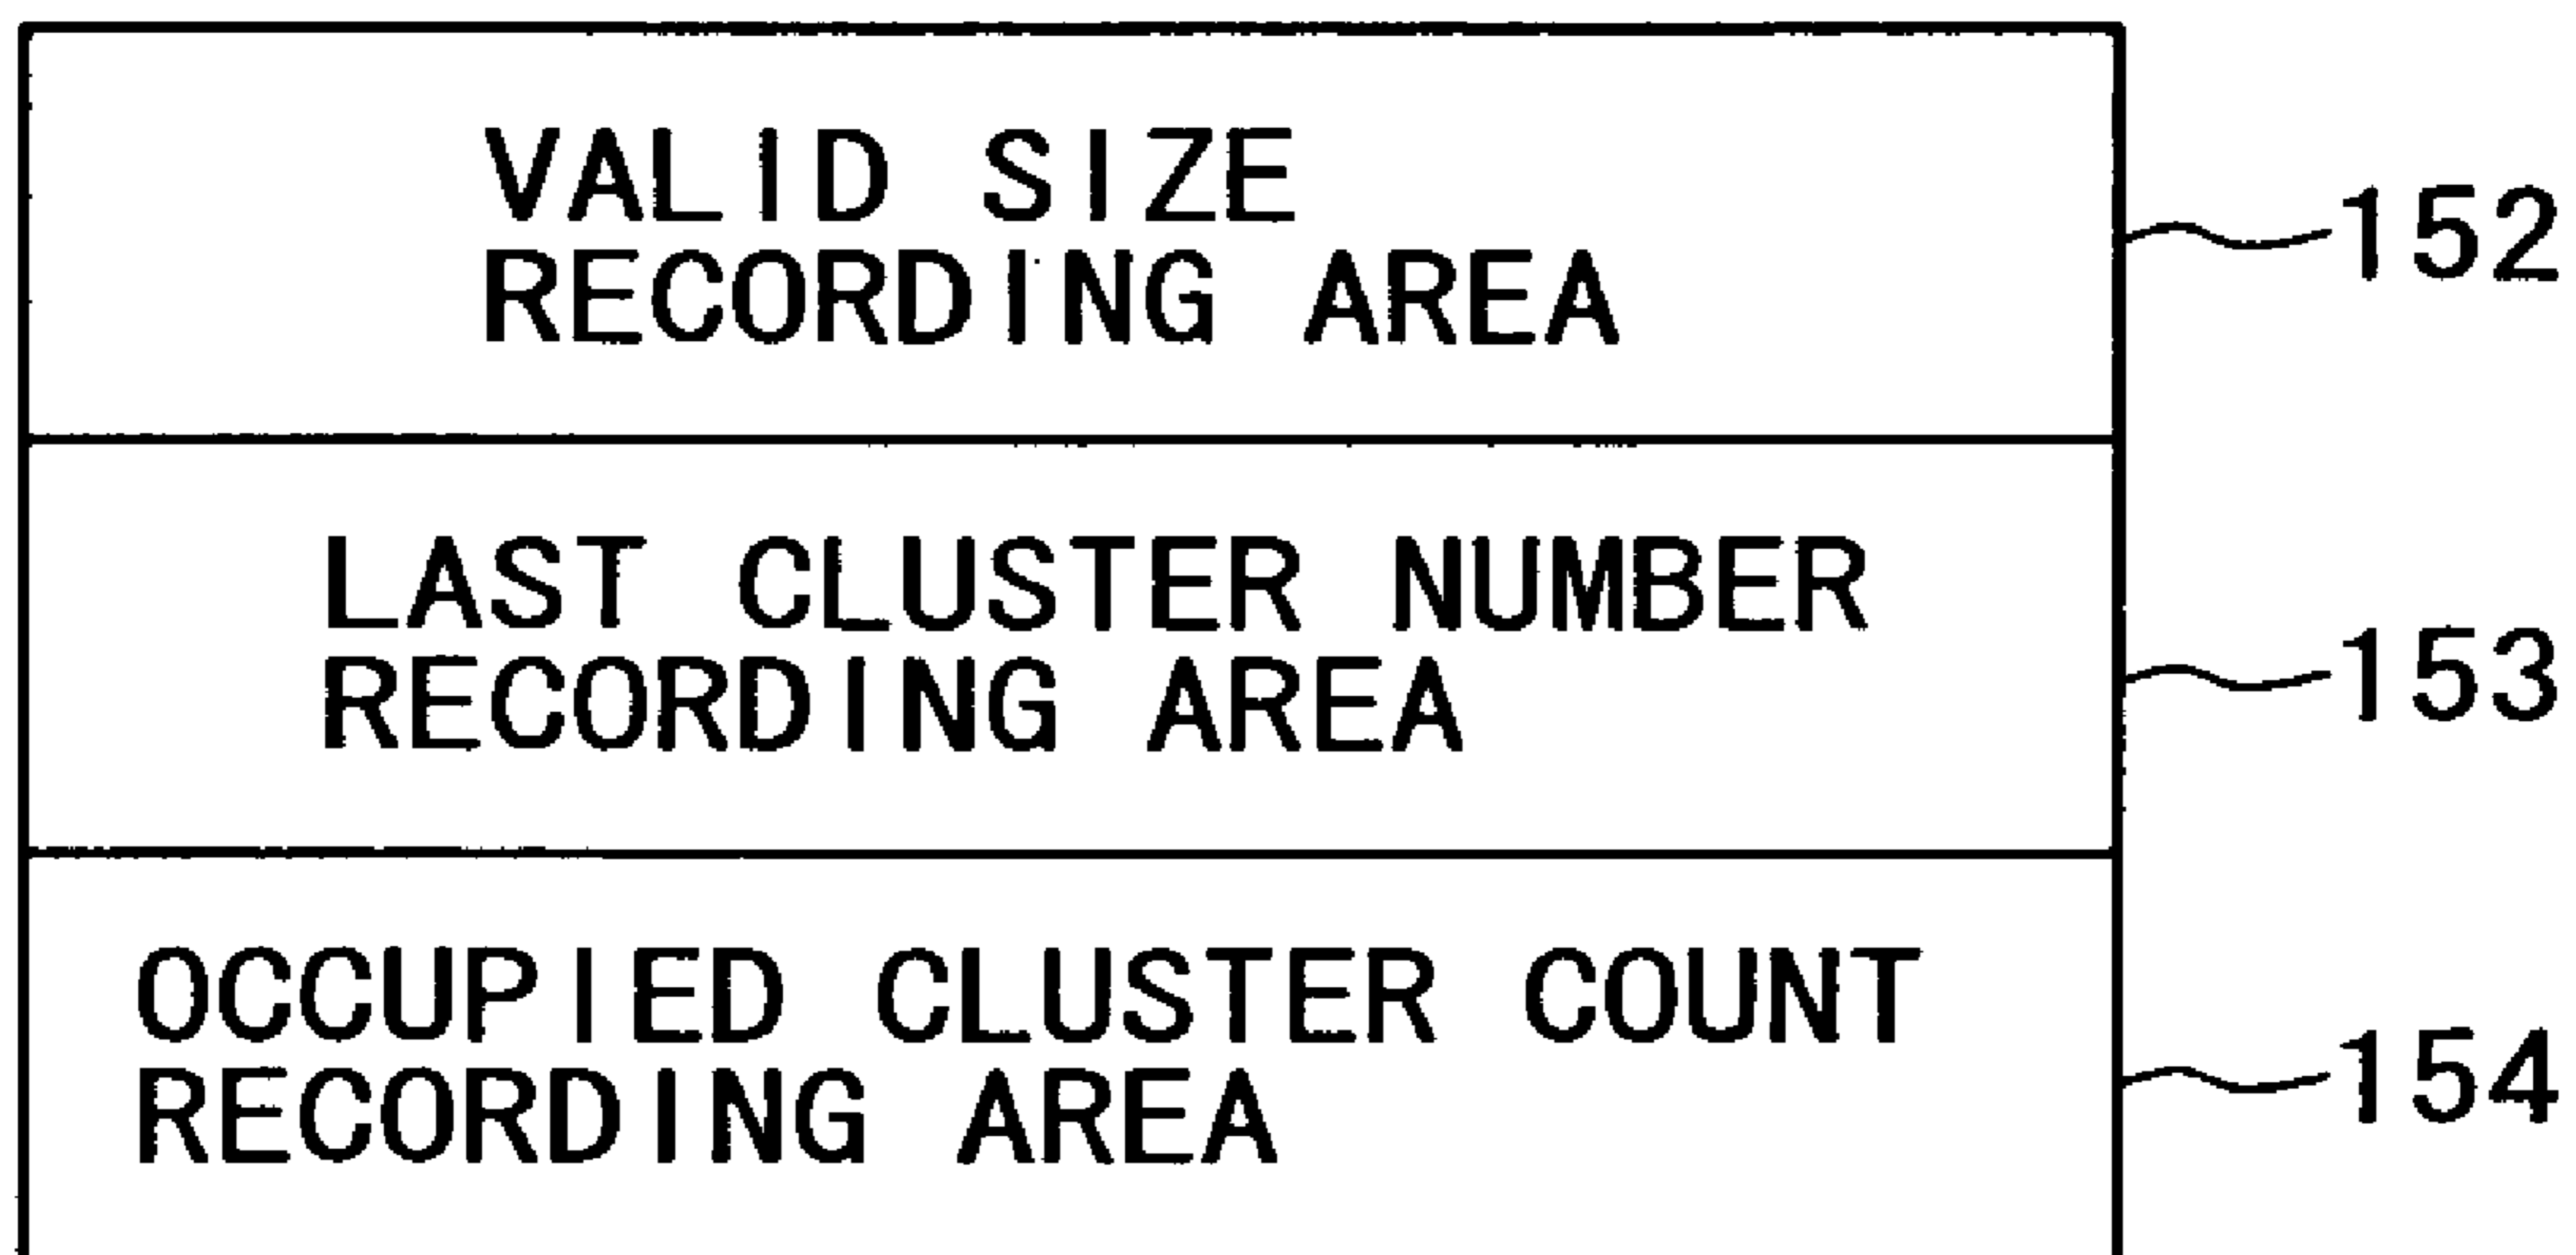 VALID SIZE
RECORDING AREA
152
LAST CLUSTER NUMBER
RECORDING AREA
153
OCCUPIED CLUSTER COUNT
RECORDING AREA
154